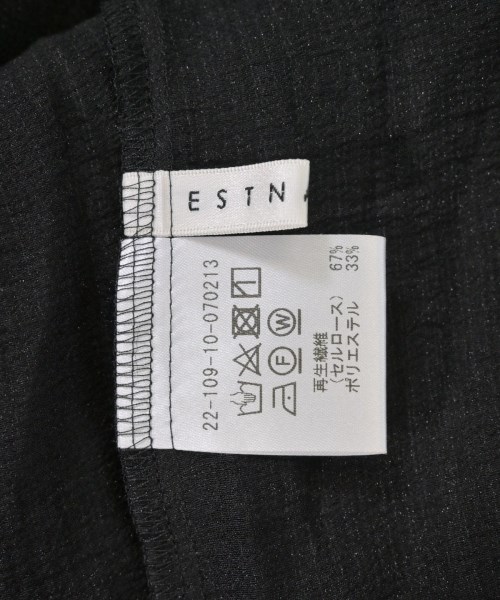 ESTN
22-109-10-070213
F W
再生繊維 67%
(セルロース)
ポリエステル 33%